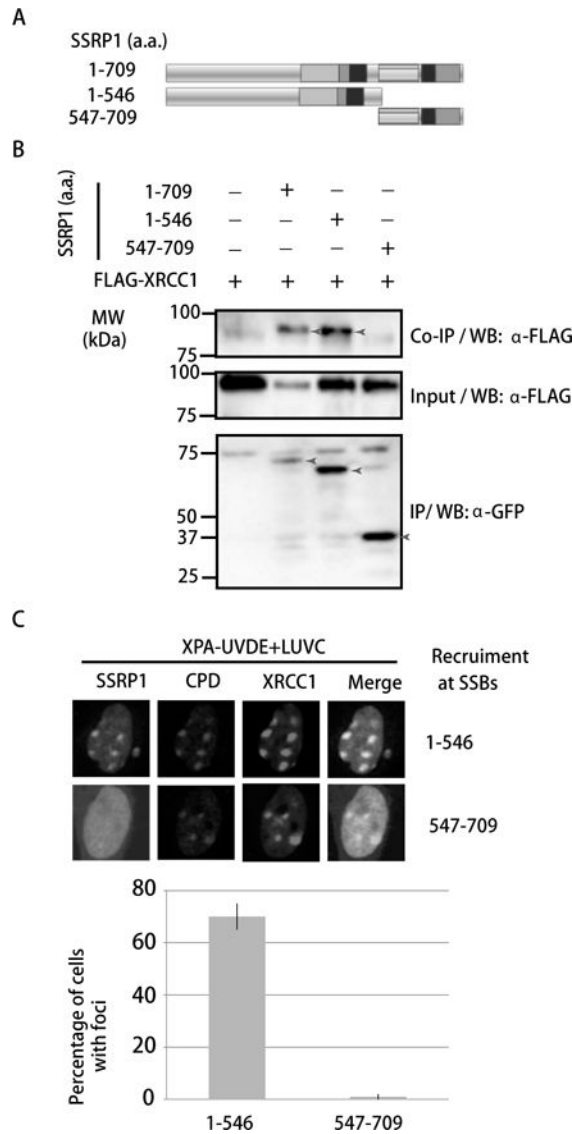 A
SSRP1 (a.a.)
1-709
1-546
547-709
B
SSRP1 (a.a.)
1-709 – + – –
1-546 – – + –
547-709 – – – +
FLAG-XRCC1 + + + +
MW
(kDa)
100
75
Co-IP / WB: α-FLAG
100
75
Input / WB: α-FLAG
75
50
37
25
IP/ WB: α-GFP
C
XPA-UVDE+LUVC
Recruiment
at SSBs
SSRP1 CPD XRCC1 Merge
1-546
547-709
Percentage of cells
with foci
80
60
40
20
0
1-546 547-709